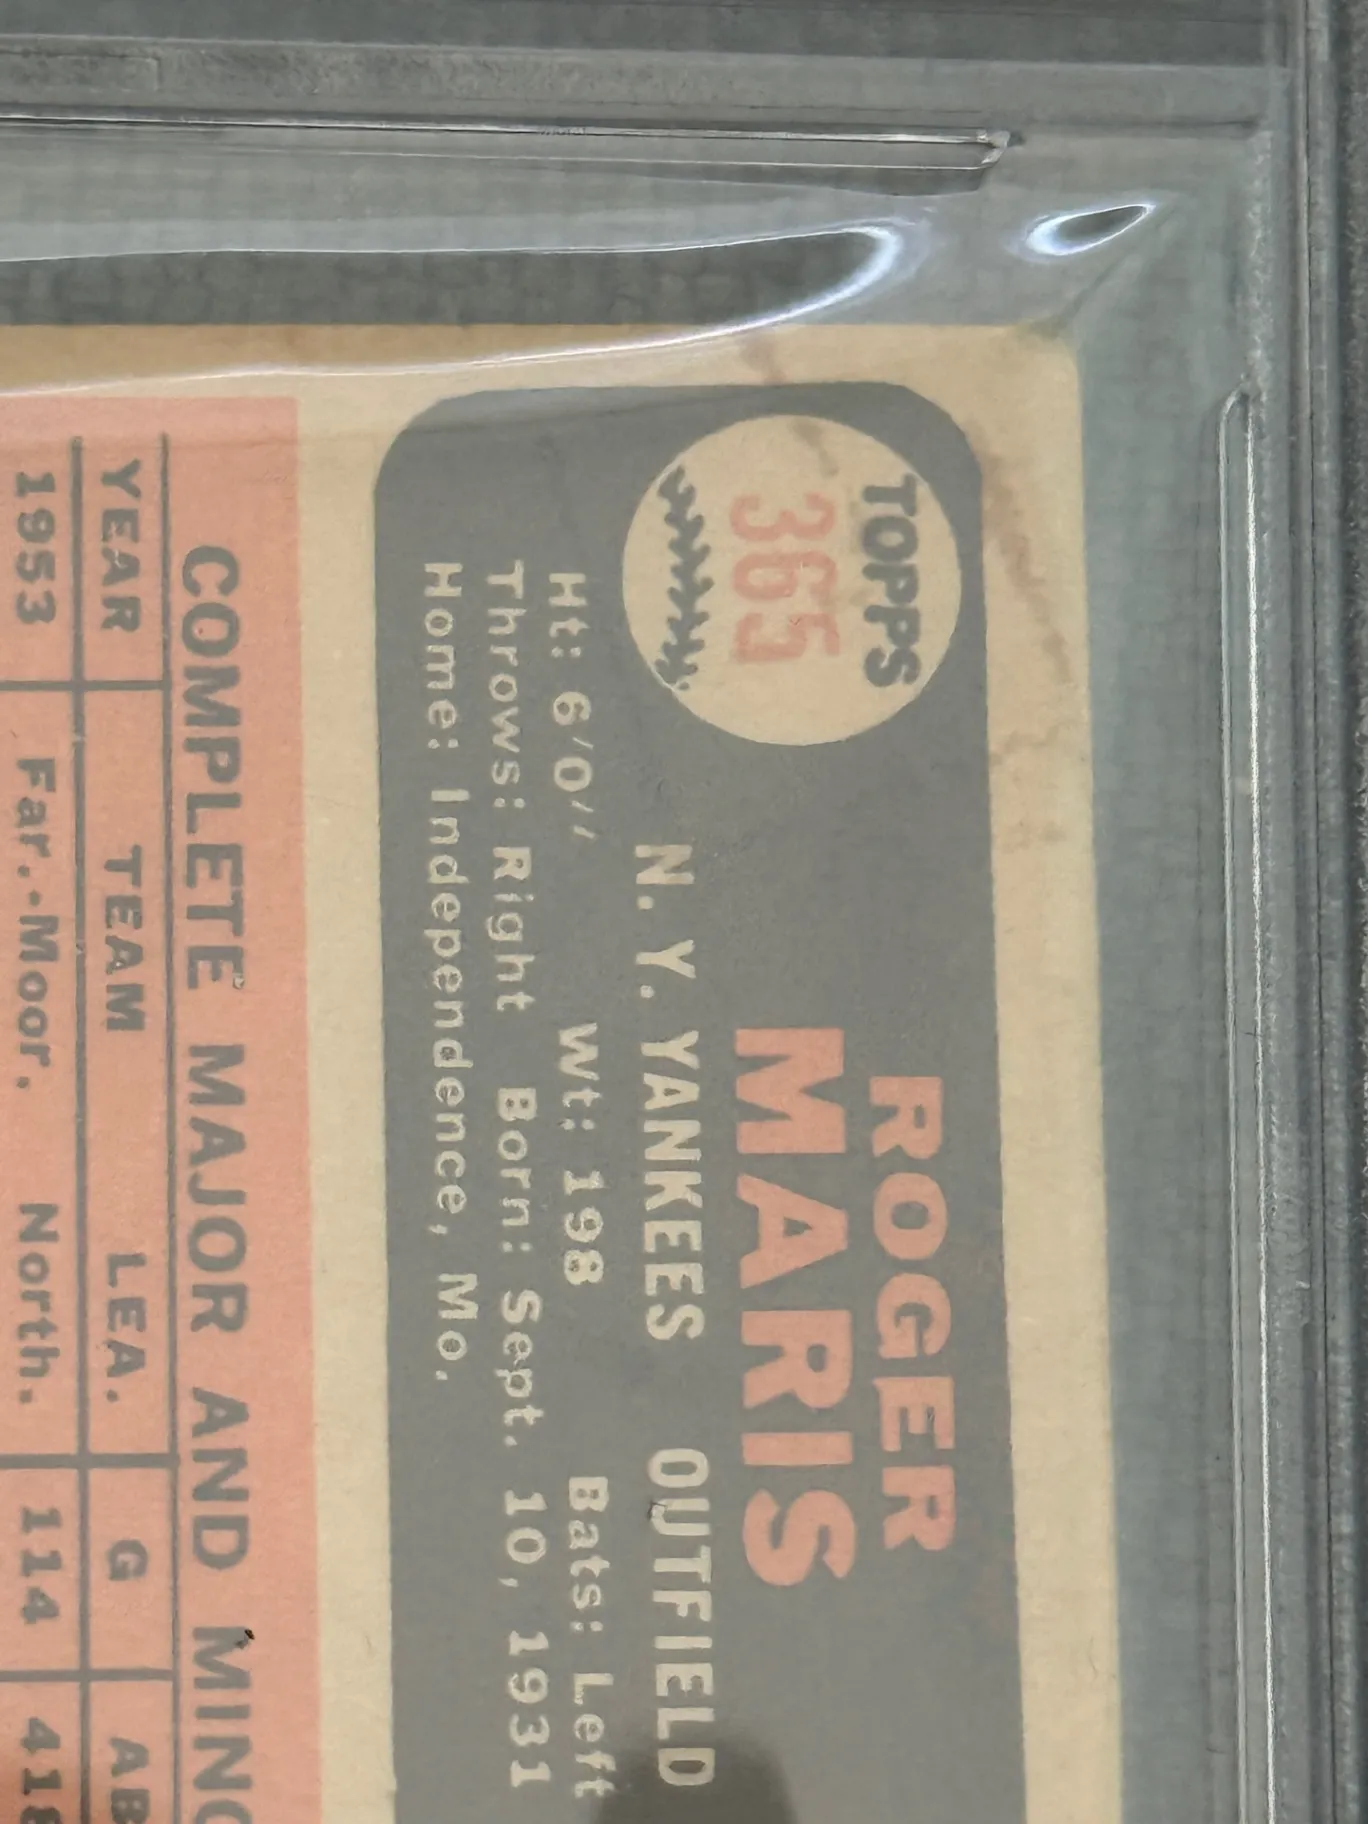 TOPPS
365
ROGER
MARIS
N. Y. YANKEES OUTFIELD
Ht: 6'0'' Wt: 198 Bats: Left
Throws: Right Born: Sept. 10, 1931
Home: Independence, Mo.
COMPLETE MAJOR AND MINO
YEAR TEAM LEA. G AB
1953 Far.-Moor. North. 114 418